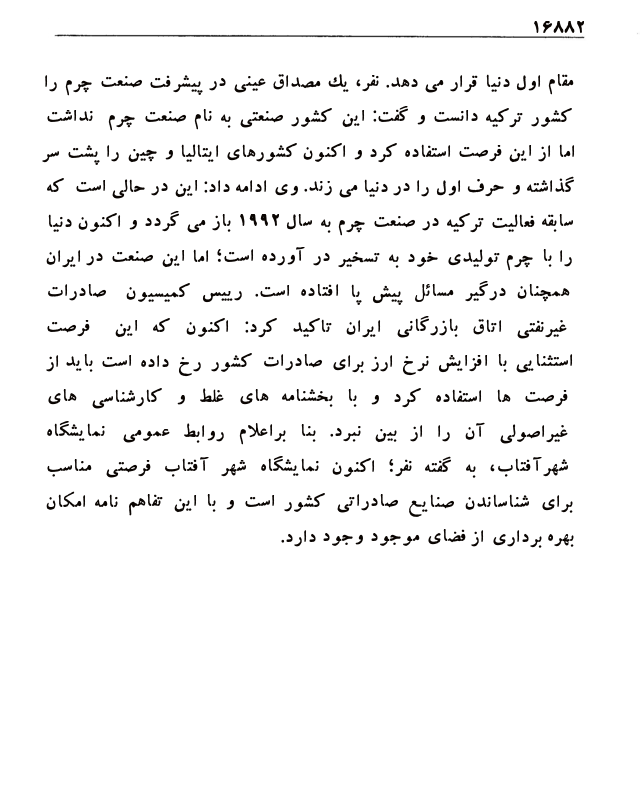 ۱۶۸۸۲
مقام اول دنیا قرار می دهد. نفر، یك مصداق عینی در پیشرفت صنعت چرم را
کشور ترکیه دانست و گفت: این کشور صنعتی به نام صنعت چرم نداشت
اما از این فرصت استفاده کرد و اکنون کشورهای ایتالیا و چین را پشت سر
گذاشته و حرف اول را در دنیا می زند. وی ادامه داد: این در حالی است که
سابقه فعالیت ترکیه در صنعت چرم به سال ۱۹۹۲ باز می گردد و اکنون دنیا
را با چرم تولیدی خود به تسخیر در آورده است؛ اما این صنعت در ایران
همچنان درگیر مسائل پیش پا افتاده است. رییس کمیسیون صادرات
غیرنفتی اتاق بازرگانی ایران تاکید کرد: اکنون که این فرصت
استثنایی با افزایش نرخ ارز برای صادرات کشور رخ داده است باید از
فرصت ها استفاده کرد و با بخشنامه های غلط و کارشناسی های
غیراصولی آن را از بین نبرد. بنا براعلام روابط عمومی نمایشگاه
شهرآفتاب، به گفته نفر؛ اکنون نمایشگاه شهر آفتاب فرصتی مناسب
برای شناساندن صنایع صادراتی کشور است و با این تفاهم نامه امکان
بهره برداری از فضای موجود وجود دارد.